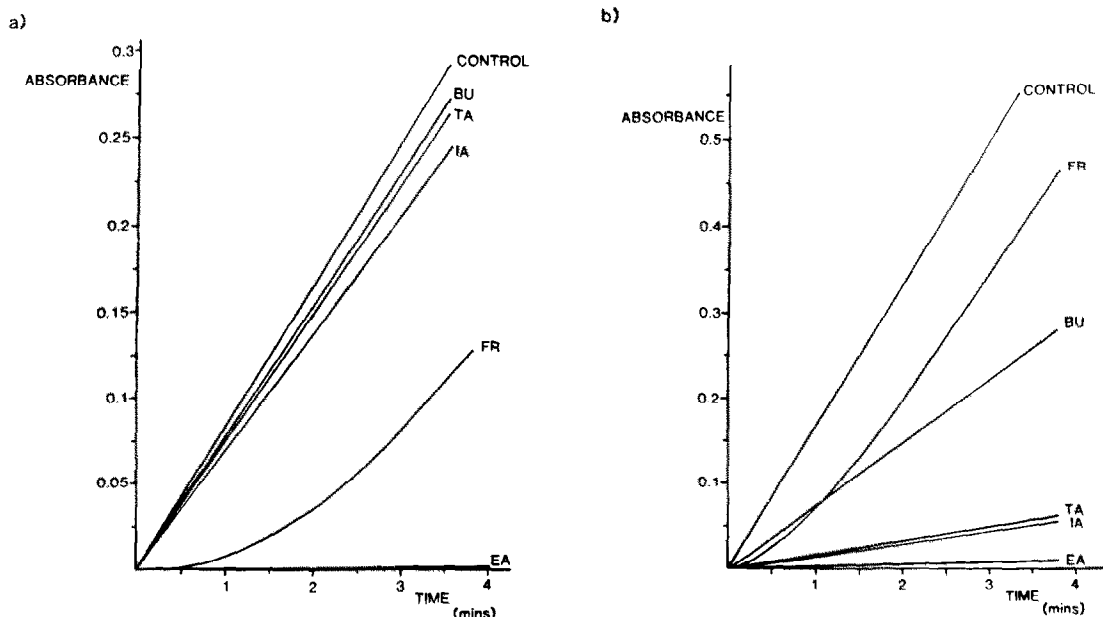 a)
0.3
ABSORBANCE
0.25
0.2
0.15
0.1
0.05
CONTROL
BU
TA
IA
FR
EA
1
2
3
4
TIME
(mins)
b)
ABSORBANCE
0.5
0.4
0.3
0.2
0.1
CONTROL
FR
BU
TA
IA
EA
1
2
3
4
TIME
(mins)